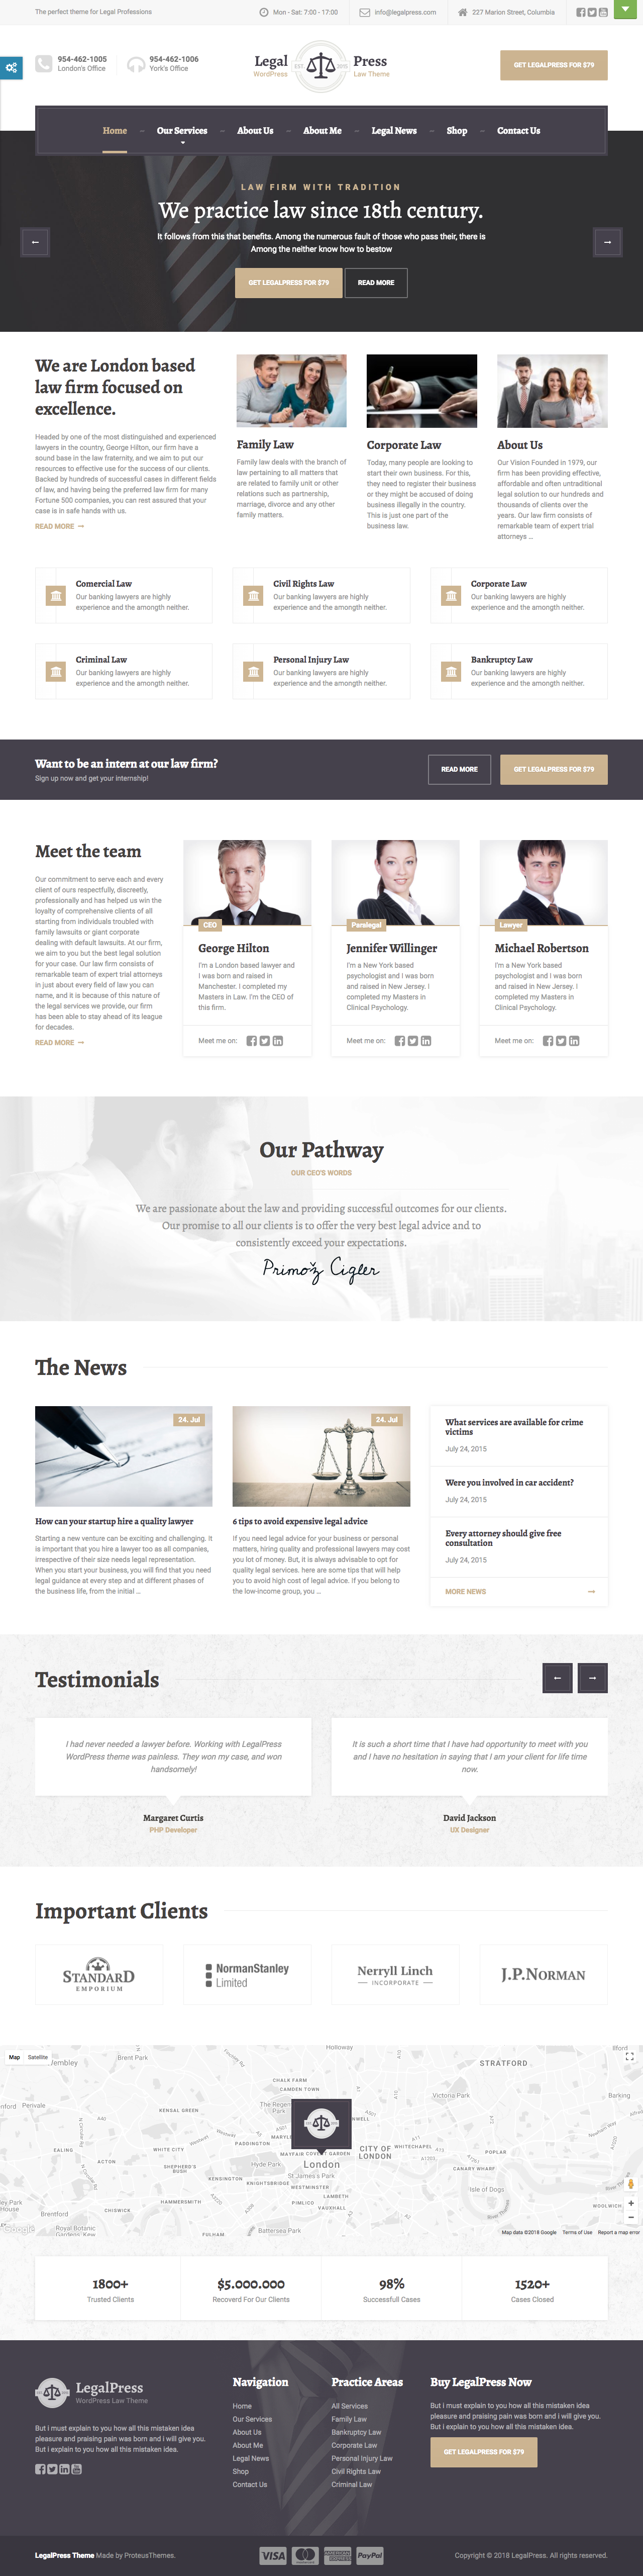 The perfect theme for Legal Professions
Mon - Sat: 7:00 - 17:00
info@legalpress.com
227 Marion Street, Columbia
954-462-1005
London's Office
954-462-1006
York's Office
Legal
WordPress
Press
Law Theme
GET LEGALPRESS FOR $79
Home
Our Services
About Us
About Me
Legal News
Shop
Contact Us
LAW FIRM WITH TRADITION
We practice law since 18th century.
It follows from this that benefits. Among the numerous fault of those who pass their, there is
Among the neither know how to bestow
GET LEGALPRESS FOR $79
READ MORE
We are London based
law firm focused on
excellence.
Headed by one of the most distinguished and experienced
lawyers in the country, George Hilton, our firm have a
sound base in the law fraternity, and we aim to put our
resources to effective use for the success of our clients.
Backed by hundreds of successful cases in different fields
of law, and having being the preferred law firm for many
Fortune 500 companies, you can rest assured that your
case is in safe hands with us.
READ MORE
Family Law
Family law deals with the branch of
law pertaining to all matters that
are related to family unit or other
relations such as partnership,
marriage, divorce and any other
family matters.
Corporate Law
Today, many people are looking to
start their own business. For this,
they need to register their business
or they might be accused of doing
business illegally in the country.
This is just one part of the
business law.
About Us
Our Vision Founded in 1979, our
firm has been providing effective,
affordable and often untraditional
legal solution to our hundreds and
thousands of clients over the
years. Our law firm consists of
remarkable team of expert trial
attorneys ...
Comercial Law
Our banking lawyers are highly
experience and the amongth neither.
Civil Rights Law
Our banking lawyers are highly
experience and the amongth neither.
Corporate Law
Our banking lawyers are highly
experience and the amongth neither.
Criminal Law
Our banking lawyers are highly
experience and the amongth neither.
Personal Injury Law
Our banking lawyers are highly
experience and the amongth neither.
Bankruptcy Law
Our banking lawyers are highly
experience and the amongth neither.
Want to be an intern at our law firm?
Sign up now and get your internship!
READ MORE
GET LEGALPRESS FOR $79
Meet the team
Our commitment to serve each and every
client of ours respectfully, discreetly,
professionally and has helped us win the
loyalty of comprehensive clients of all
starting from individuals troubled with
family lawsuits or giant corporate
dealing with default lawsuits. At our firm,
we aim to you but the best legal solution
for your case. Our law firm consists of
remarkable team of expert trial attorneys
in just about every field of law you can
name, and it is because of this nature of
the legal services we provide, our firm
has been able to stay ahead of its league
for decades.
READ MORE
CEO
George Hilton
I'm a London based lawyer and
I was born and raised in
Manchester. I completed my
Masters in Law. I'm the CEO of
this firm.
Meet me on:
Paralegal
Jennifer Willinger
I'm a New York based
psychologist and I was born
and raised in New Jersey. I
completed my Masters in
Clinical Psychology.
Meet me on:
Lawyer
Michael Robertson
I'm a New York based
psychologist and I was born
and raised in New Jersey. I
completed my Masters in
Clinical Psychology.
Meet me on:
Our Pathway
OUR CEO'S WORDS
We are passionate about the law and providing successful outcomes for our clients.
Our promise to all our clients is to offer the very best legal advice and to
consistently exceed your expectations.
Primož Cigler
The News
24. Jul
How can your startup hire a quality lawyer
Starting a new venture can be exciting and challenging. It
is important that you hire a lawyer too as all companies,
irrespective of their size needs legal representation.
When you start your business, you will find that you need
legal guidance at every step and at different phases of
the business life, from the initial ...
24. Jul
6 tips to avoid expensive legal advice
If you need legal advice for your business or personal
matters, hiring quality and professional lawyers may cost
you lot of money. But, it is always advisable to opt for
quality legal services. here are some tips that will help
you to avoid high cost of legal advice. If you belong to
the low-income group, you ...
What services are available for crime
victims
July 24, 2015
Were you involved in car accident?
July 24, 2015
Every attorney should give free
consultation
July 24, 2015
MORE NEWS
Testimonials
I had never needed a lawyer before. Working with LegalPress
WordPress theme was painless. They won my case, and won
handsomely!
Margaret Curtis
PHP Developer
It is such a short time that I have had opportunity to meet with you
and I have no hesitation in saying that I am your client for life time
now.
David Jackson
UX Designer
Important Clients
STANDARD
EMPORIUM
NormanStanley
Limited
Nerryll Linch
INCORPORATE
J.P.NORMAN
Map
Satellite
Wembley
Brent Park
Holloway
STRATFORD
Ilford
Perivale
CHALK FARM
CAMDEN TOWN
Victoria Park
Barking
KENSAL GREEN
The Regent's
Park
EALING
ACTON
WHITE CITY
SHEPHERD'S
BUSH
PADDINGTON
MAYFAIR
COVENT GARDEN
CITY OF
LONDON
WHITECHAPEL
POPLAR
CANARY WHARF
Hyde Park
London
St James's Park
KENSINGTON
KNIGHTSBRIDGE
WESTMINSTER
LAMBETH
Isle of Dogs
HAMMERSMITH
PIMLICO
VAUXHALL
WOOLWICH
CHISWICK
Brentford
Royal Botanic
Gardens, Kew
FULHAM
Battersea Park
Google
Map data ©2018 Google
Terms of Use
Report a map error
1800+
Trusted Clients
$5.000.000
Recoverd For Our Clients
98%
Successfull Cases
1520+
Cases Closed
LegalPress
WordPress Law Theme
But i must explain to you how all this mistaken idea
pleasure and praising pain was born and i will give you.
But i explain to you how all this mistaken idea.
Navigation
Home
Our Services
About Us
About Me
Legal News
Shop
Contact Us
Practice Areas
All Services
Family Law
Bankruptcy Law
Corporate Law
Personal Injury Law
Civil Rights Law
Criminal Law
Buy LegalPress Now
But i must explain to you how all this mistaken idea
pleasure and praising pain was born and i will give you.
But i explain to you how all this mistaken idea.
GET LEGALPRESS FOR $79
LegalPress Theme Made by ProteusThemes.
VISA
MasterCard
AMERICAN EXPRESS
PayPal
Copyright © 2018 LegalPress. All rights reserved.